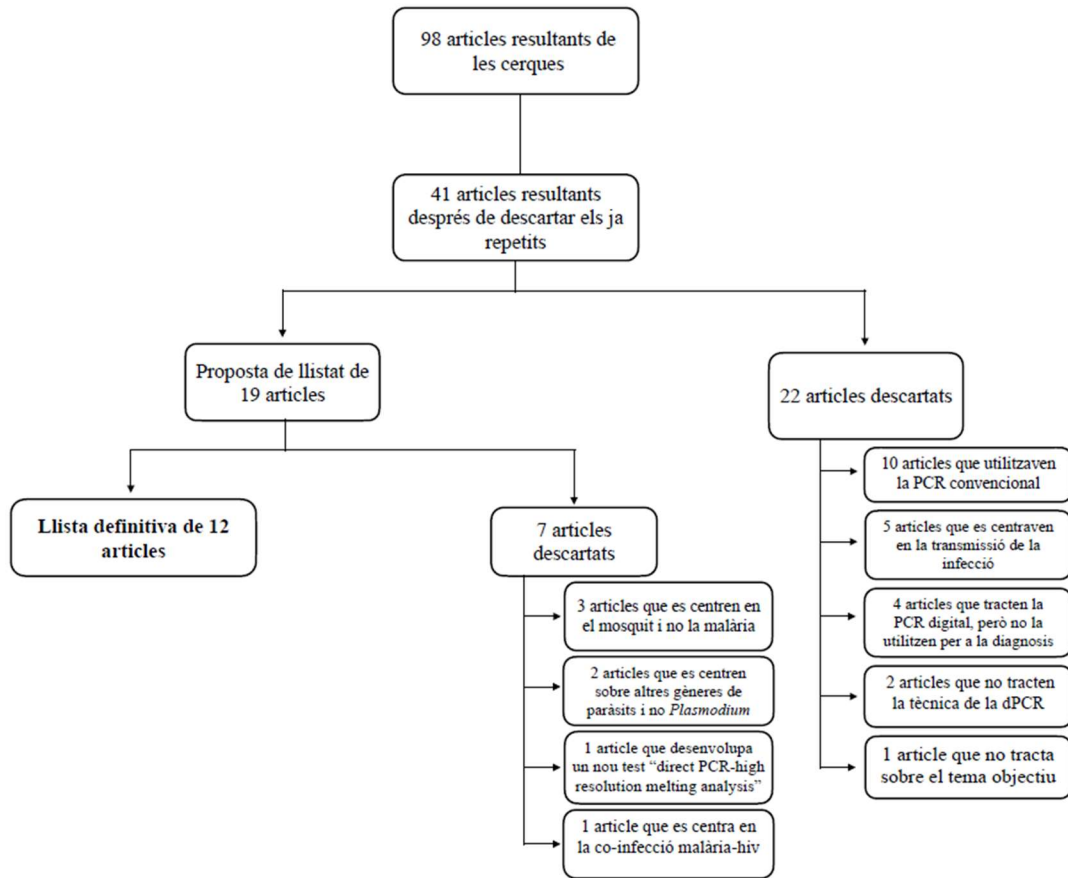 98 articles resultants de
les cerques
41 articles resultants
després de descartar els ja
repetits
Proposta de llistat de
19 articles
22 articles descartats
Llista definitiva de 12
articles
7 articles
descartats
3 articles que es centren en
el mosquit i no la malària
2 articles que es centren
sobre altres gèneres de
paràsits i no Plasmodium
1 article que desenvolupa
un nou test “direct PCR-high
resolution melting analysis”
1 article que es centra en
la co-infecció malària-hiv
10 articles que utilitzaven
la PCR convencional
5 articles que es centraven
en la transmissió de la
infecció
4 articles que tracten la
PCR digital, però no la
utilitzen per a la diagnosis
2 articles que no tracten
la tècnica de la dPCR
1 article que no tracta
sobre el tema objectiu